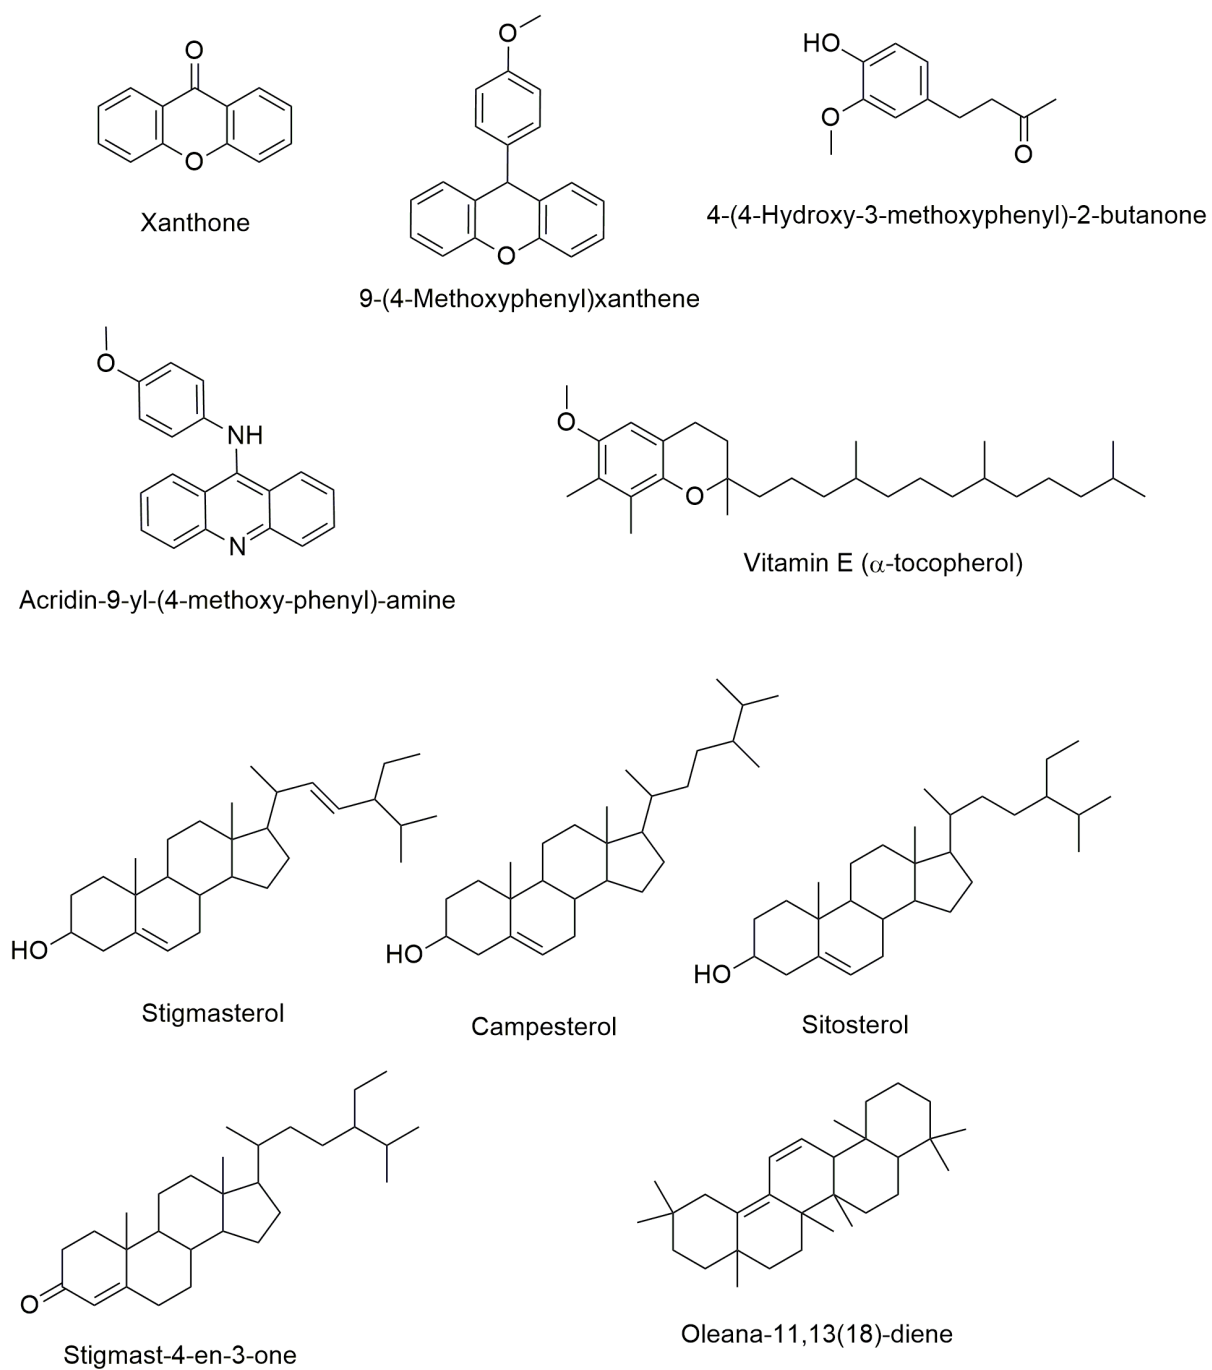 O
O
Xanthone
O
O
9-(4-Methoxyphenyl)xanthene
HO
O
O
4-(4-Hydroxy-3-methoxyphenyl)-2-butanone
O
NH
N
Acridin-9-yl-(4-methoxy-phenyl)-amine
O
O
Vitamin E (α-tocopherol)
HO
Stigmasterol
HO
Campesterol
HO
Sitosterol
O
Stigmast-4-en-3-one
Oleana-11,13(18)-diene